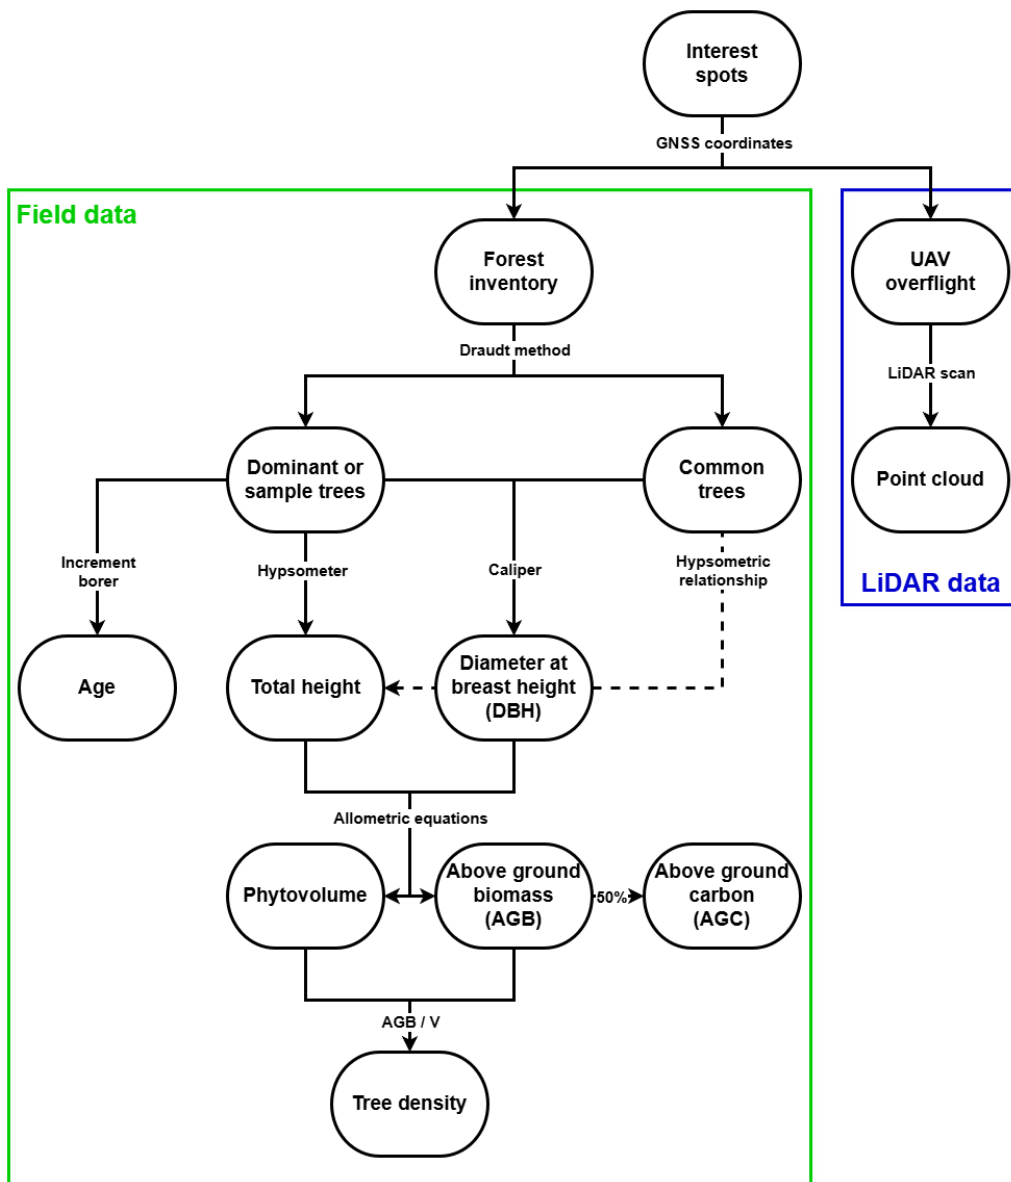 Interest
spots
GNSS coordinates
Field data
Forest
inventory
UAV
overflight
Draudt method
LiDAR scan
Dominant or
sample trees
Common
trees
Point cloud
Increment
borer
Hypsometer
Caliper
Hypsometric
relationship
LiDAR data
Age
Total height
Diameter at
breast height
(DBH)
Allometric equations
Phytovolume
Above ground
biomass
(AGB)
50%
Above ground
carbon
(AGC)
AGB / V
Tree density